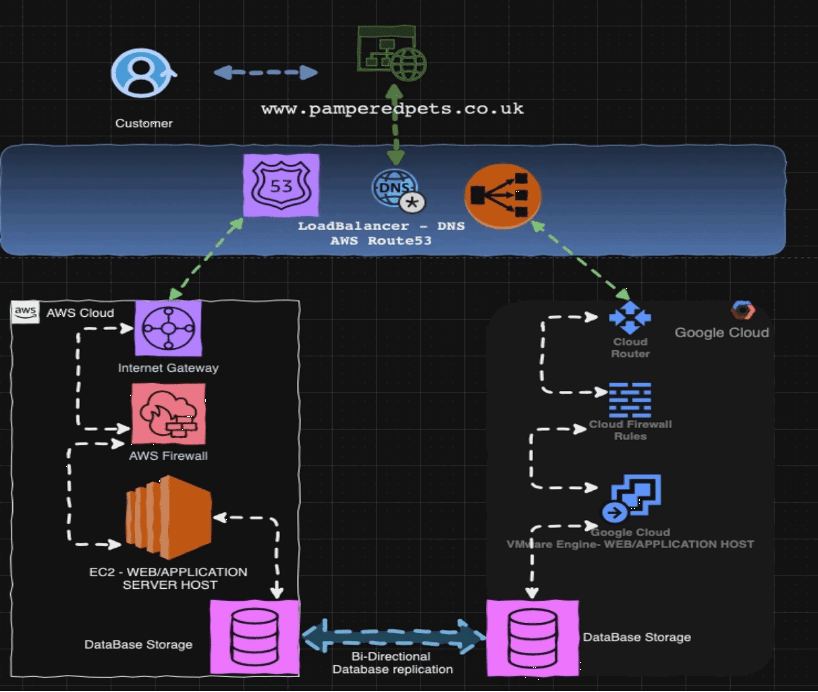 Customer
www.pamperedpets.co.uk
53
DNS
LoadBalancer - DNS
AWS Route53
aws
AWS Cloud
Internet Gateway
AWS Firewall
EC2 - WEB/APPLICATION
SERVER HOST
DataBase Storage
Bi-Directional
Database replication
Google Cloud
Cloud
Router
Cloud Firewall
Rules
Google Cloud
VMware Engine- WEB/APPLICATION HOST
DataBase Storage